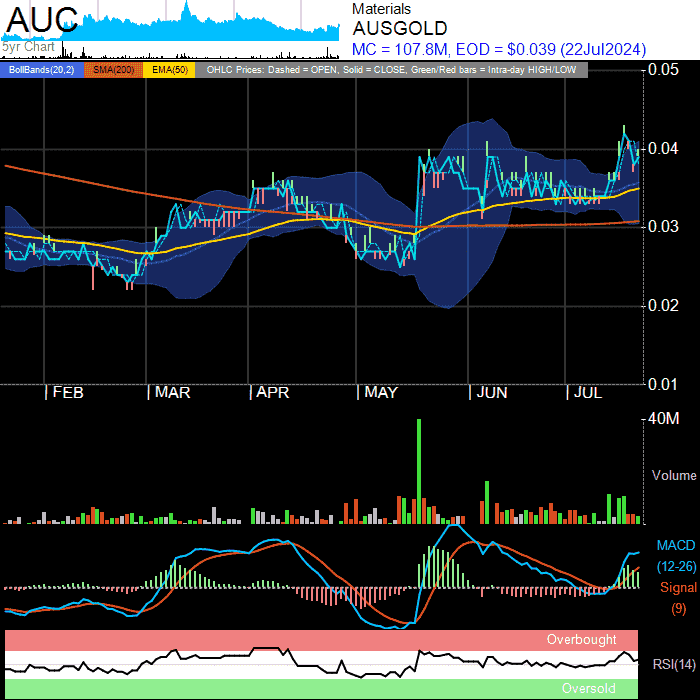 AUC
5yr Chart
Materials
AUSGOLD
MC = 107.8M, EOD = $0.039 (22Jul2024)
BollBands(20,2) SMA(200) EMA(50) OHLC Prices: Dashed = OPEN, Solid = CLOSE, Green/Red bars = Intra-day HIGH/LOW
0.05
0.04
0.03
0.02
0.01
FEB MAR APR MAY JUN JUL
40M
Volume
MACD
(12-26)
Signal
(9)
Overbought
RSI(14)
Oversold